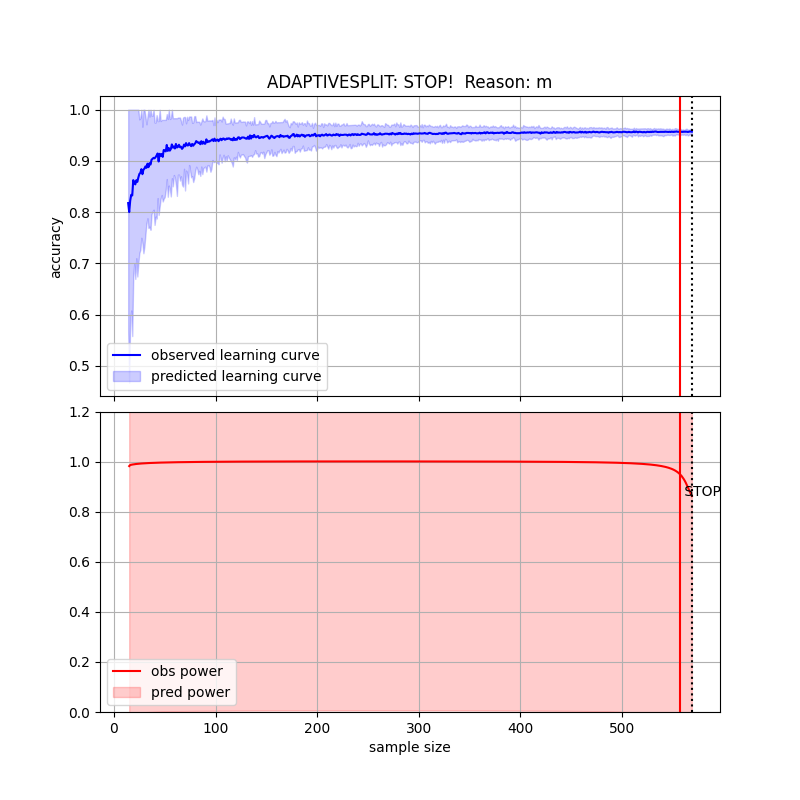 ADAPTIVESPLIT: STOP!  Reason: m
1.0
0.9
0.8
0.7
0.6
0.5
accuracy
observed learning curve
predicted learning curve
1.2
1.0
0.8
0.6
0.4
0.2
0.0
STOP
obs power
pred power
0 100 200 300 400 500
sample size